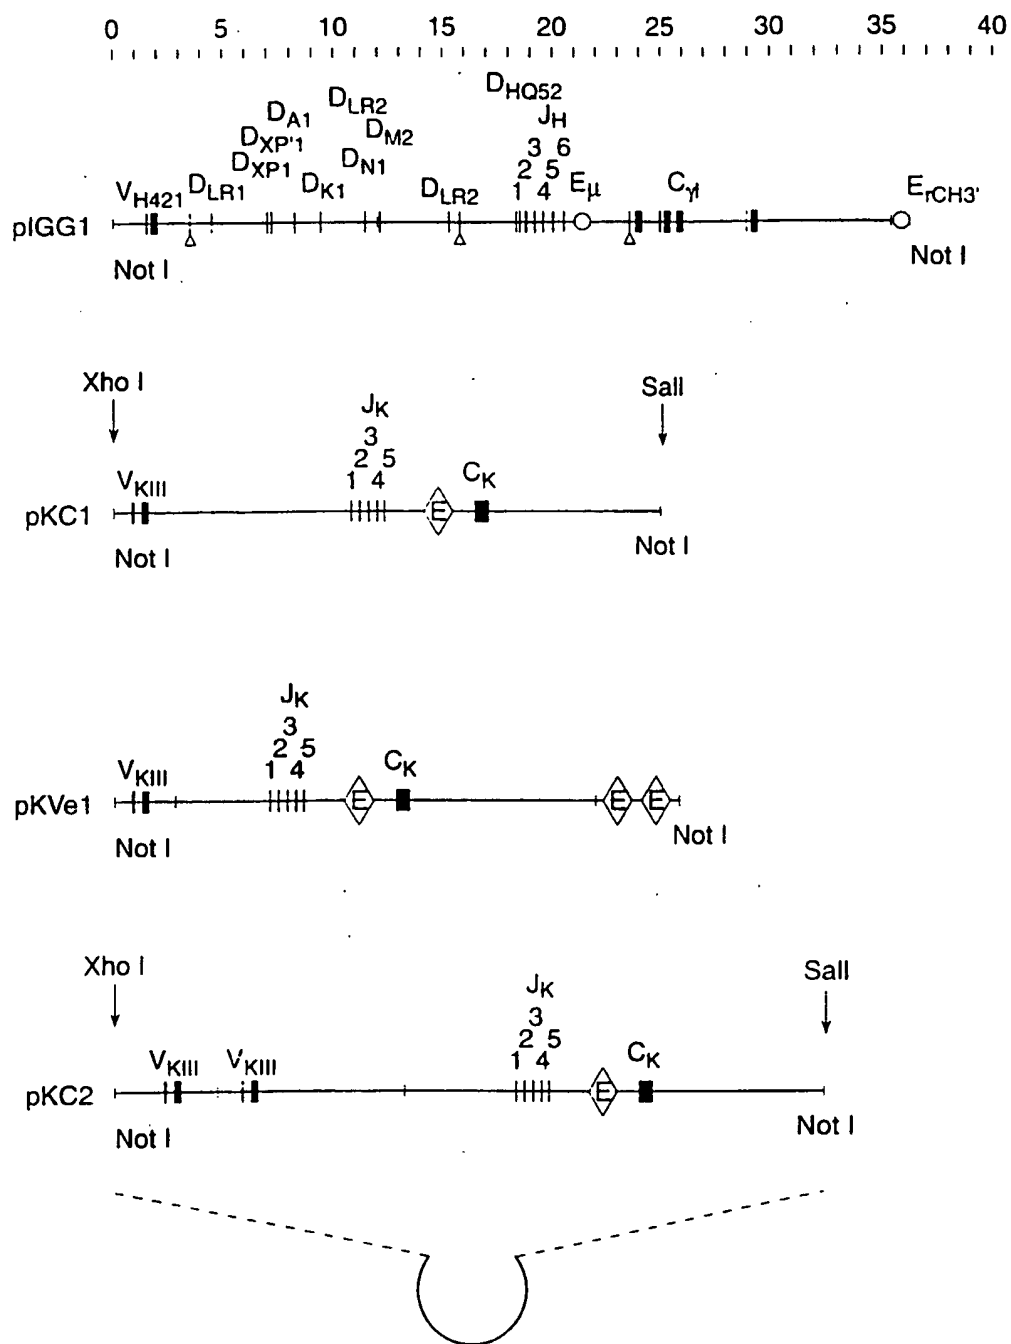 0 5 10 15 20 25 30 35 40
DHQ52
DA1 DLR2 JH
DXP'1 DM2 3 6
DXP1 DN1 2 5
VH421 DLR1 DK1 DLR2 1 4 Eμ Cγ1 ErCH3'
pIGG1
Not I Not I
Xho I SalI
JK
3
2 5
VKIII 1 4 CK
pKC1 E
Not I Not I
JK
3
2 5
VKIII 1 4 CK
pKVe1 E E E
Not I Not I
Xho I SalI
JK
3
2 5
VKIII VKIII 1 4 CK
pKC2 E
Not I Not I